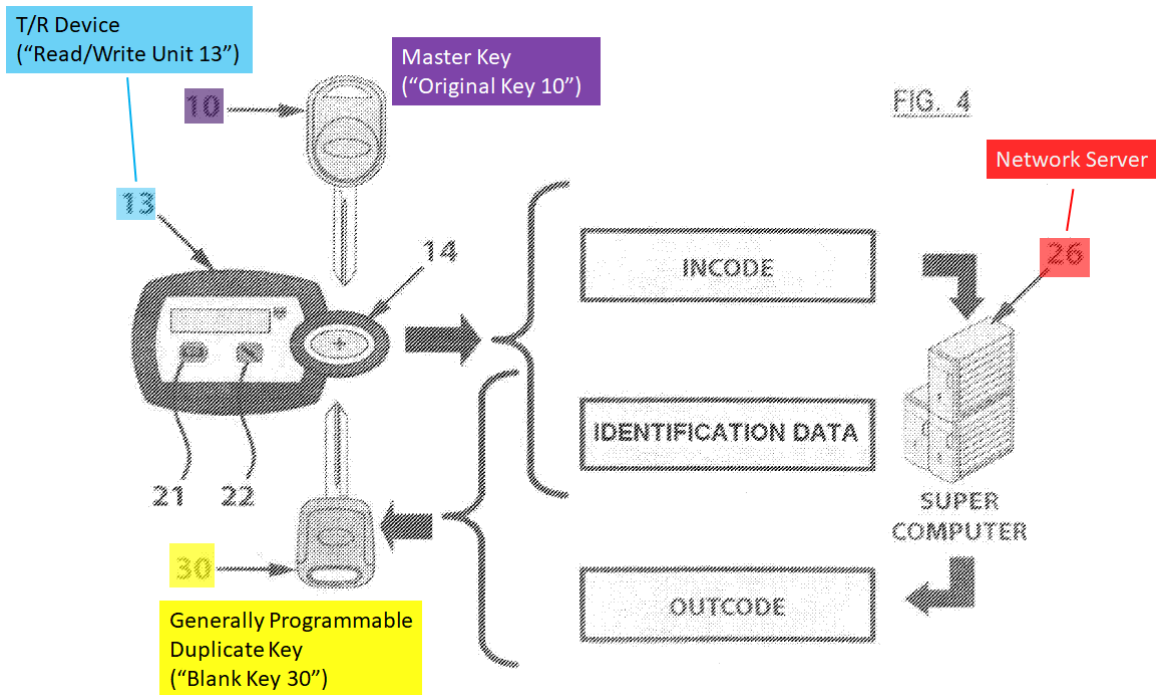 T/R Device
(“Read/Write Unit 13”)
Master Key
(“Original Key 10”)
10
FIG. 4
Network Server
13
14
26
INCODE
IDENTIFICATION DATA
21
22
SUPER
COMPUTER
30
OUTCODE
Generally Programmable
Duplicate Key
(“Blank Key 30”)